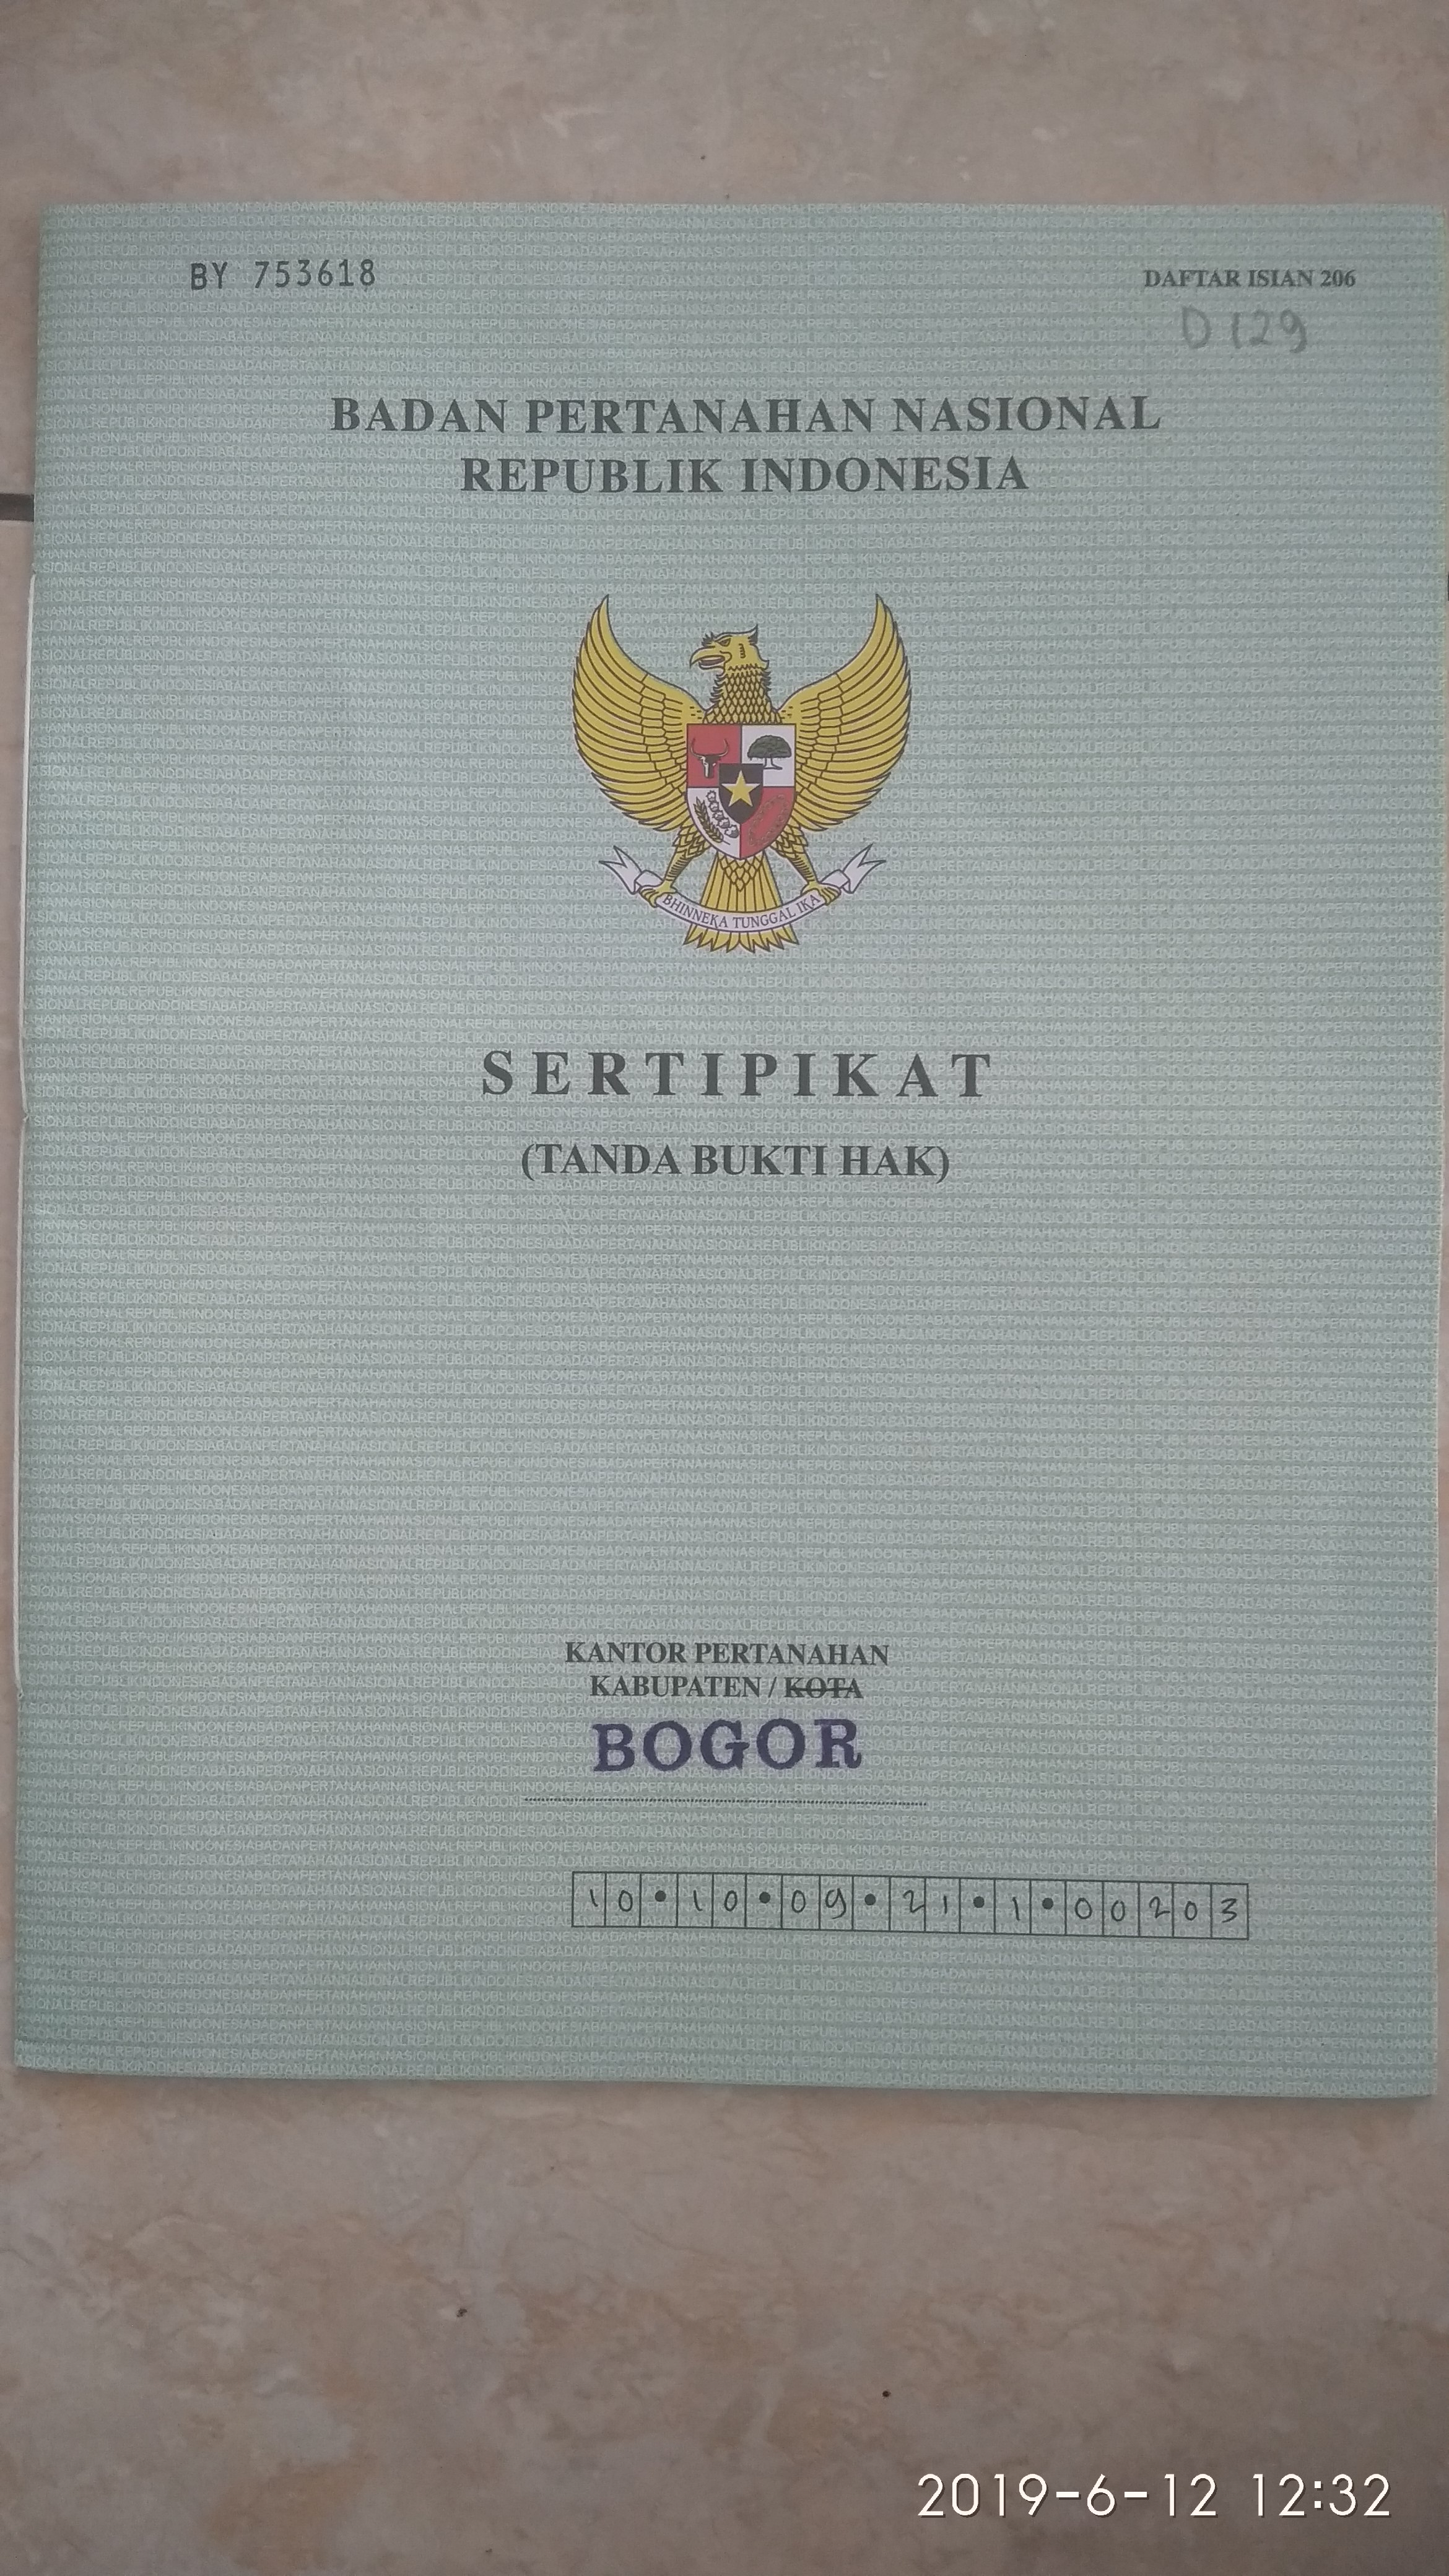 BY 753618
DAFTAR ISIAN 206
D 129
BADAN PERTANAHAN NASIONAL
REPUBLIK INDONESIA
BHINNEKA TUNGGAL IKA
SERTIPIKAT
(TANDA BUKTI HAK)
KANTOR PERTANAHAN
KABUPATEN / KOTA
BOGOR
10 • 10 • 09 • 21 • 1 • 00203
2019-6-12 12:32